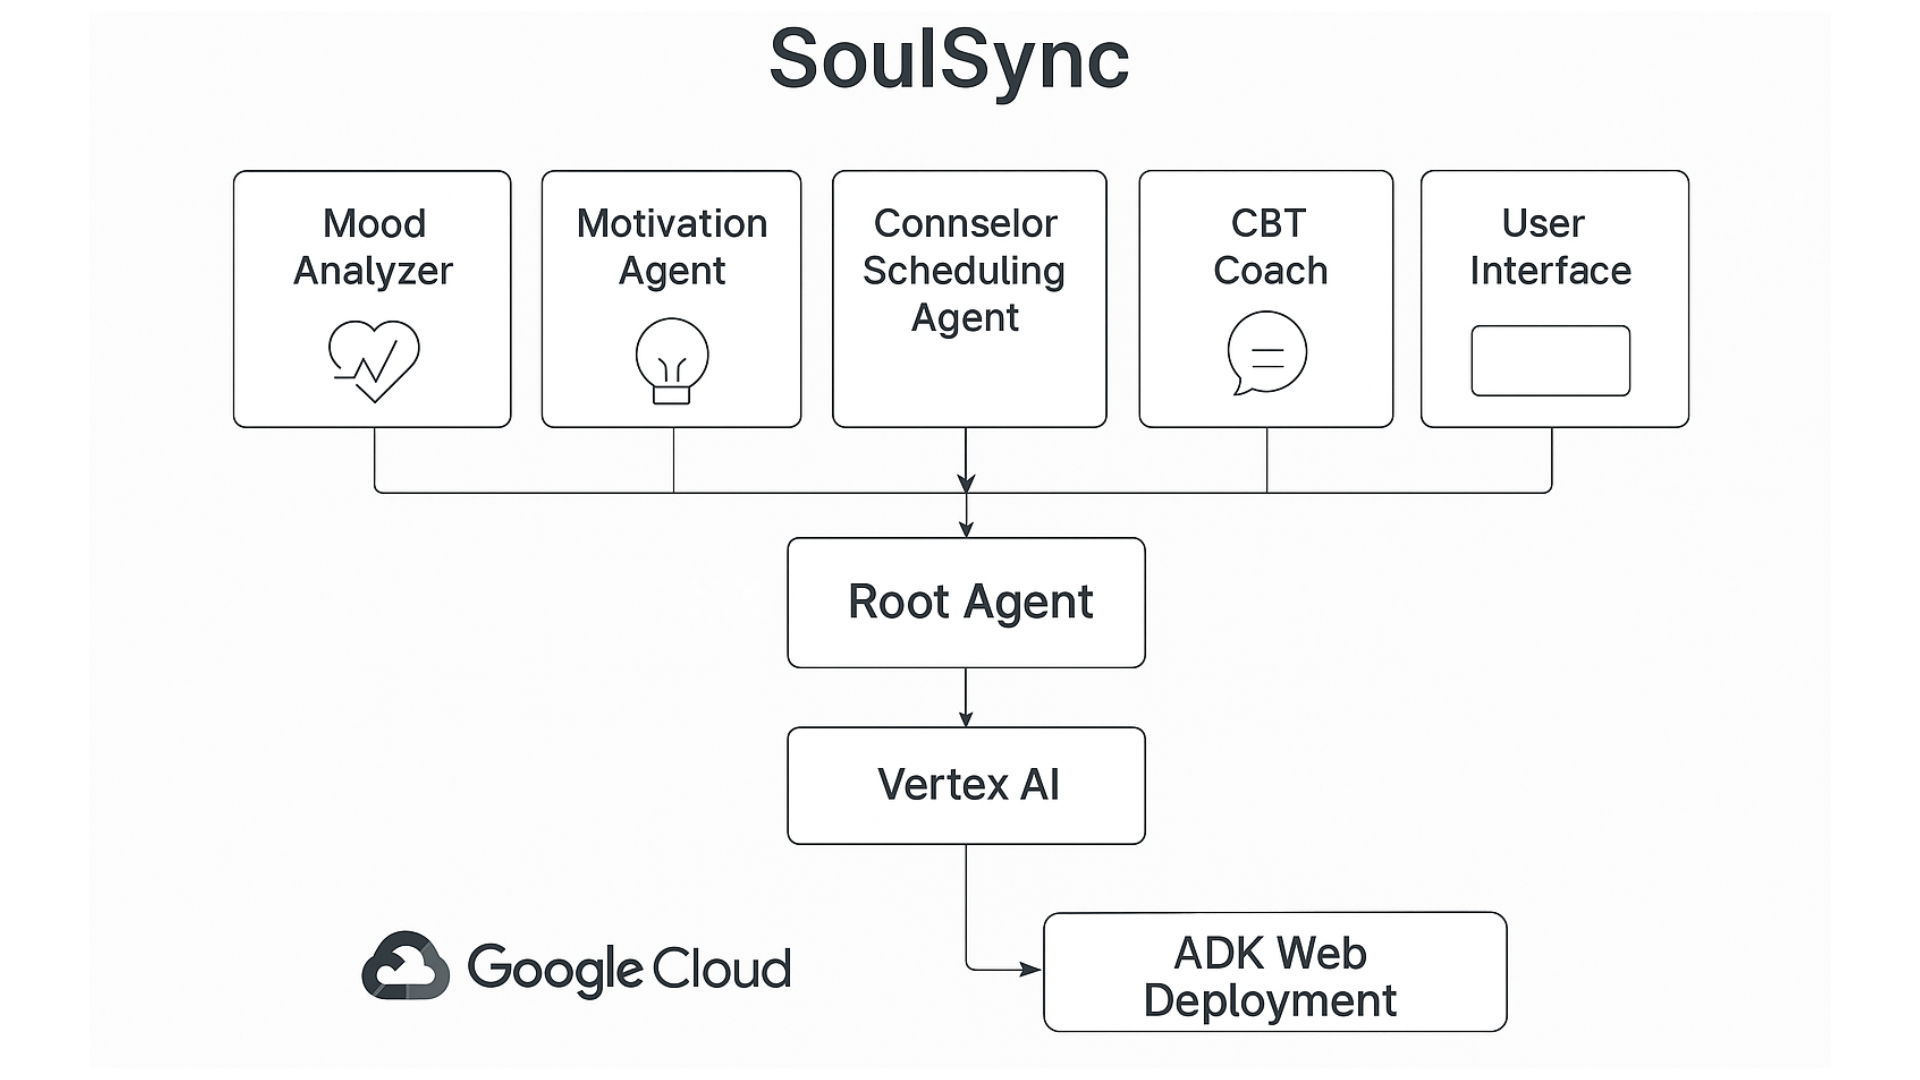 SoulSync
Mood
Analyzer
Motivation
Agent
Connselor
Scheduling
Agent
CBT
Coach
User
Interface
Root Agent
Vertex AI
Google Cloud
ADK Web
Deployment